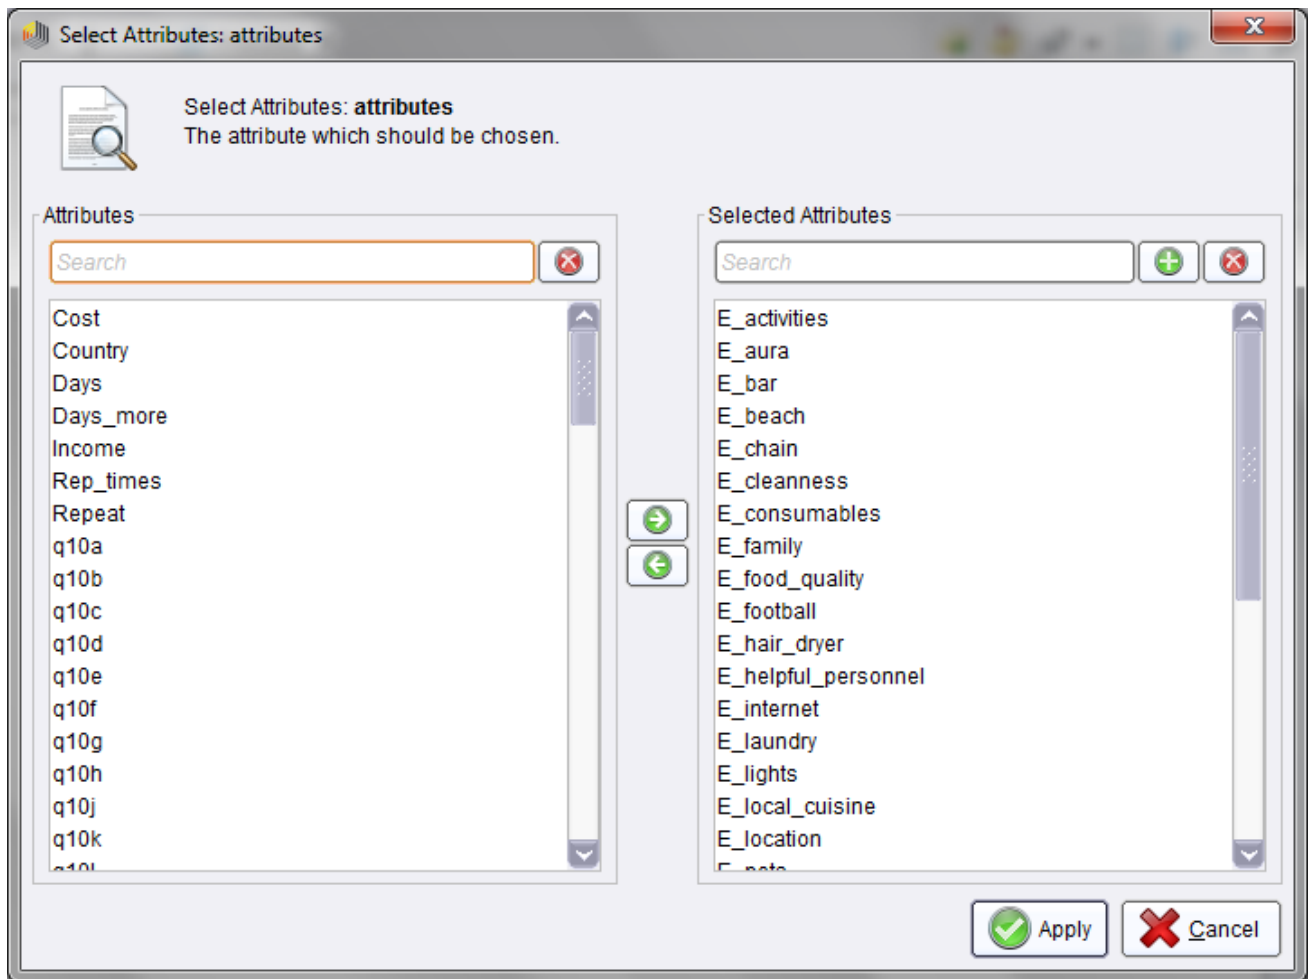 Select Attributes: attributes
Select Attributes: attributes
The attribute which should be chosen.
Attributes
Search
Cost
Country
Days
Days_more
Income
Rep_times
Repeat
q10a
q10b
q10c
q10d
q10e
q10f
q10g
q10h
q10j
q10k
Selected Attributes
Search
E_activities
E_aura
E_bar
E_beach
E_chain
E_cleanness
E_consumables
E_family
E_food_quality
E_football
E_hair_dryer
E_helpful_personnel
E_internet
E_laundry
E_lights
E_local_cuisine
E_location
Apply
Cancel